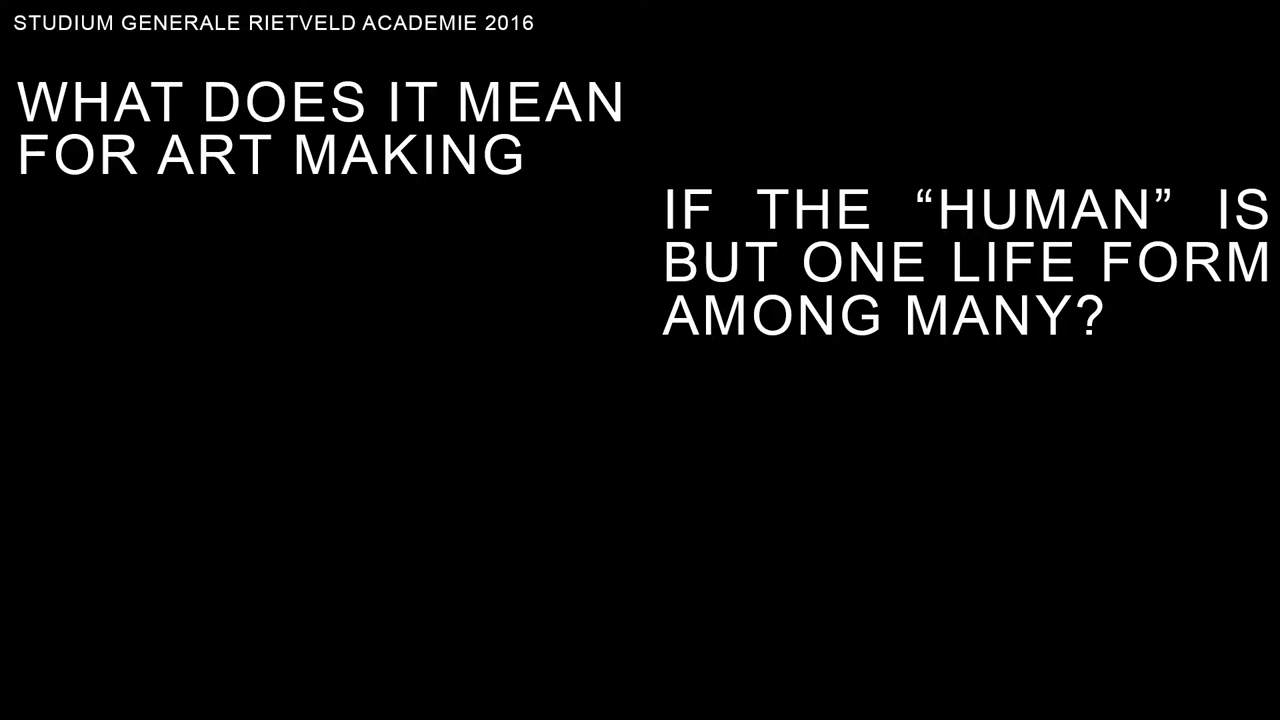 STUDIUM GENERALE RIETVELD ACADEMIE 2016
WHAT DOES IT MEAN
FOR ART MAKING
IF THE “HUMAN” IS
BUT ONE LIFE FORM
AMONG MANY?